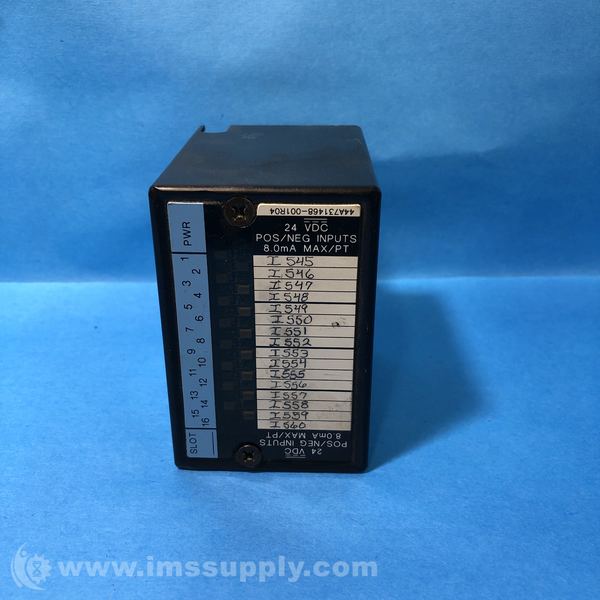 44A731468-001R04
24 VDC
POS/NEG INPUTS
8.0mA MAX/PT
PWR
1
2
3
4
5
6
7
8
9
10
11
12
13
14
15
16
SLOT
I 545
I 546
I 547
I 548
I 549
I 550
I 551
I 552
I 553
I 554
I 555
I 556
I 557
I 558
I 559
I 560
24 VDC
POS/NEG INPUTS
8.0mA MAX/PT
www.imssupply.com